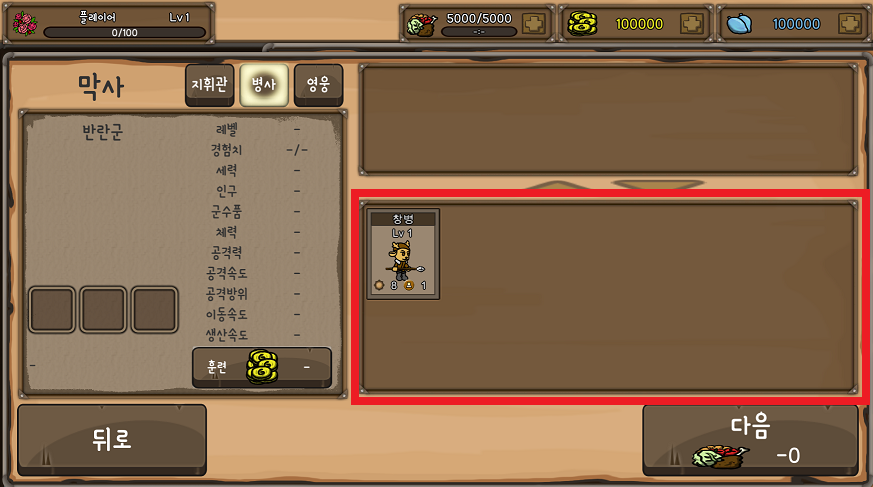 플레이어 Lv 1
0/100
5000/5000
-:-
100000
100000
막사
지휘관
병사
영웅
반란군
레벨 -
경험치 -/-
세력 -
인구 -
군수품 -
체력 -
공격력 -
공격속도 -
공격방위 -
이동속도 -
생산속도 -
-
훈련 -
창병
Lv 1
8 1
뒤로
다음
-0